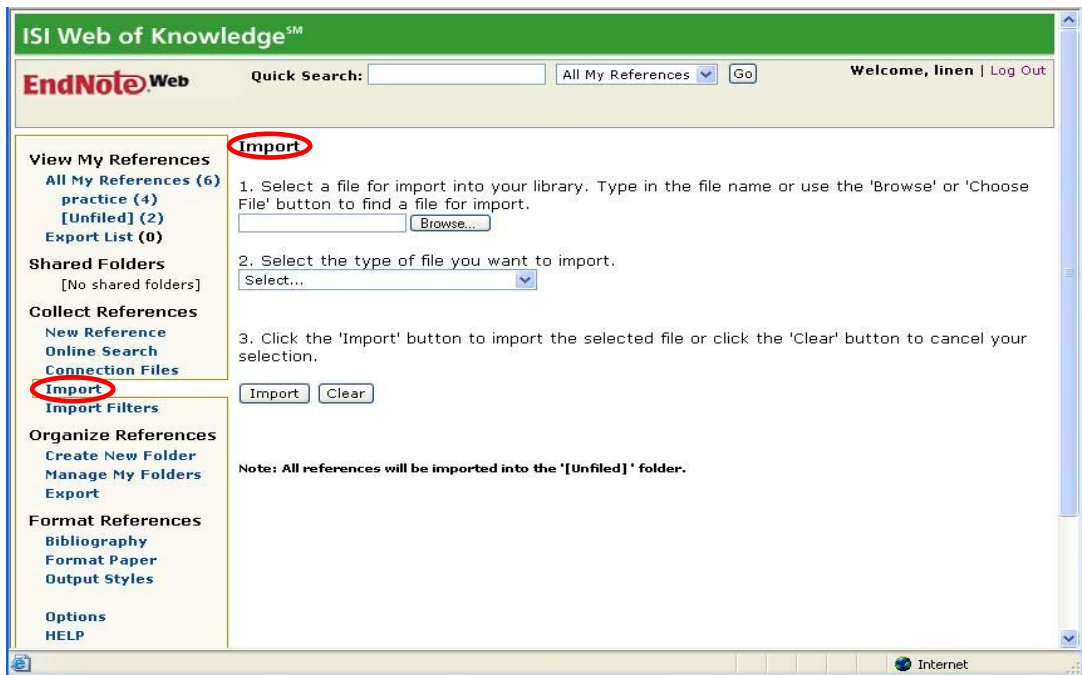 ISI Web of Knowledge℠
EndNote Web
Quick Search:
All My References
Go
Welcome, linen | Log Out
View My References
All My References (6)
practice (4)
[Unfiled] (2)
Export List (0)
Shared Folders
[No shared folders]
Collect References
New Reference
Online Search
Connection Files
Import
Import Filters
Organize References
Create New Folder
Manage My Folders
Export
Format References
Bibliography
Format Paper
Output Styles
Options
HELP
Import
1. Select a file for import into your library. Type in the file name or use the 'Browse' or 'Choose
File' button to find a file for import.
Browse...
2. Select the type of file you want to import.
Select...
3. Click the 'Import' button to import the selected file or click the 'Clear' button to cancel your
selection.
Import
Clear
Note: All references will be imported into the '[Unfiled]' folder.
Internet